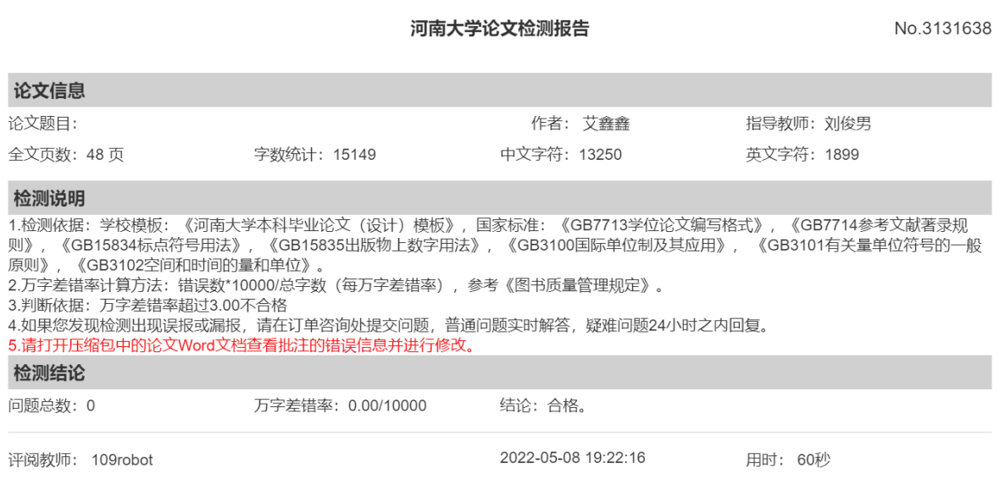 河南大学论文检测报告 No.3131638
论文信息
论文题目： 作者： 艾鑫鑫 指导教师：刘俊男
全文页数：48 页 字数统计：15149 中文字符：13250 英文字符：1899
检测说明
1.检测依据：学校模板：《河南大学本科毕业论文（设计）模板》，国家标准：《GB7713学位论文编写格式》，《GB7714参考文献著录规
则》，《GB15834标点符号用法》，《GB15835出版物上数字用法》，《GB3100国际单位制及其应用》，《GB3101有关量单位符号的一般
原则》，《GB3102空间和时间的量和单位》。
2.万字差错率计算方法：错误数*10000/总字数（每万字差错率），参考《图书质量管理规定》。
3.判断依据：万字差错率超过3.00不合格
4.如果您发现检测出现误报或漏报，请在订单咨询处提交问题，普通问题实时解答，疑难问题24小时之内回复。
5.请打开压缩包中的论文Word文档查看批注的错误信息并进行修改。
检测结论
问题总数：0 万字差错率：0.00/10000 结论：合格。
评阅教师： 109robot 2022-05-08 19:22:16 用时： 60秒